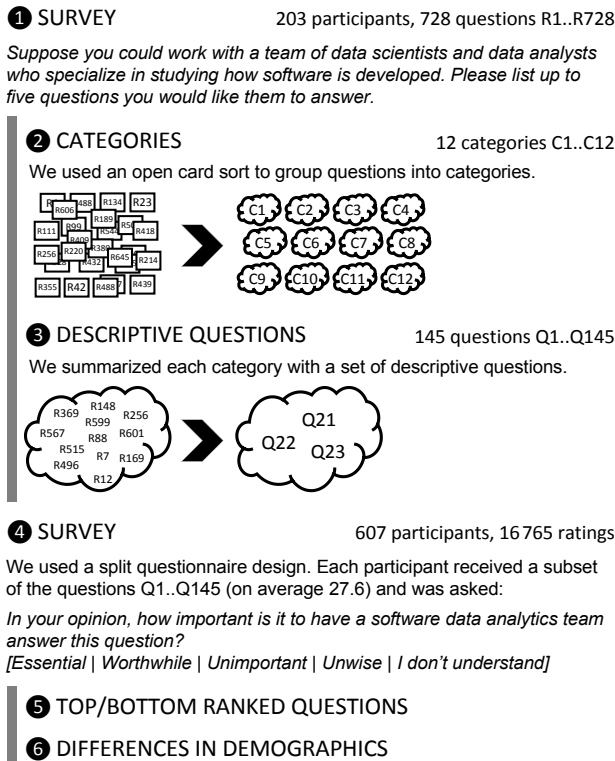 ❶ SURVEY 203 participants, 728 questions R1..R728
Suppose you could work with a team of data scientists and data analysts
who specialize in studying how software is developed. Please list up to
five questions you would like them to answer.
❷ CATEGORIES 12 categories C1..C12
We used an open card sort to group questions into categories.
R606 488 R134 R23
R111 R99 R189 R544 R418
R409 R380
R256 R220 R432 R645 R214
R355 R42 R488 R439
C1 C2 C3 C4
C5 C6 C7 C8
C9 C10 C11 C12
❸ DESCRIPTIVE QUESTIONS 145 questions Q1..Q145
We summarized each category with a set of descriptive questions.
R369 R148 R256
R599
R567 R88 R601
R515 R7 R169
R496
R12
Q21
Q22 Q23
❹ SURVEY 607 participants, 16 765 ratings
We used a split questionnaire design. Each participant received a subset
of the questions Q1..Q145 (on average 27.6) and was asked:
In your opinion, how important is it to have a software data analytics team
answer this question?
[Essential | Worthwhile | Unimportant | Unwise | I don't understand]
❺ TOP/BOTTOM RANKED QUESTIONS
❻ DIFFERENCES IN DEMOGRAPHICS